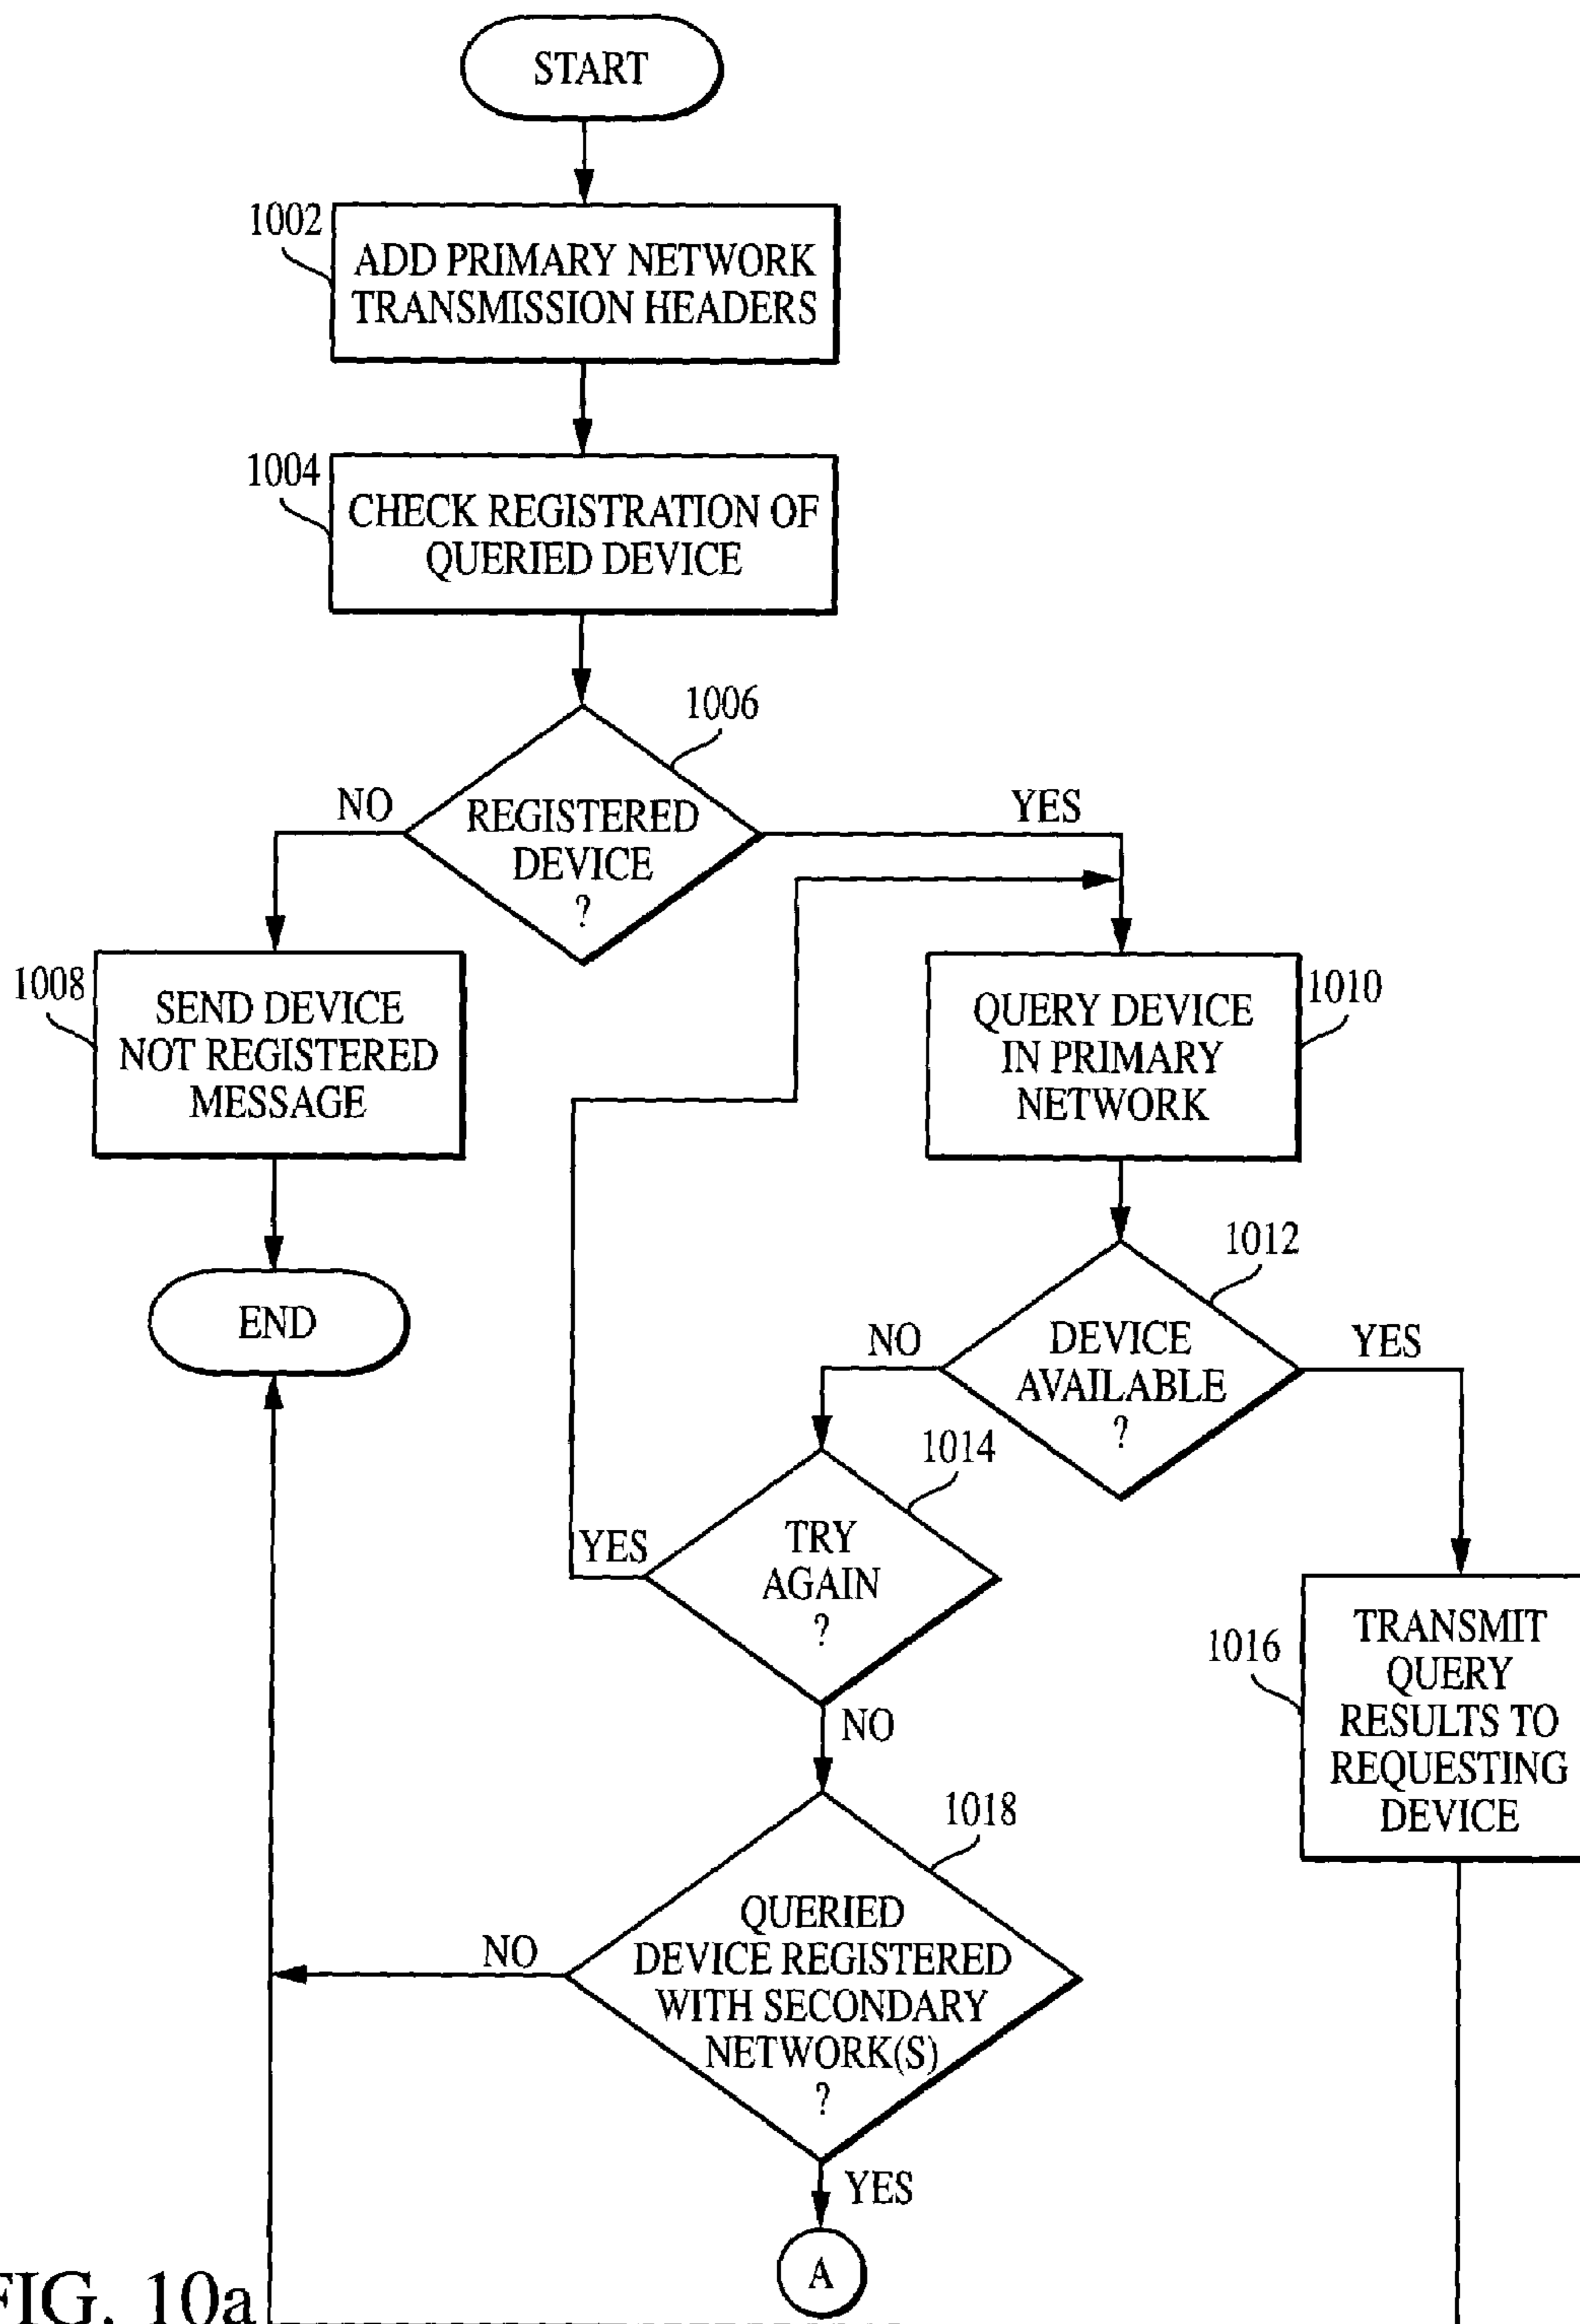 START
1002
ADD PRIMARY NETWORK
TRANSMISSION HEADERS
1004
CHECK REGISTRATION OF
QUERIED DEVICE
1006
NO
REGISTERED
DEVICE
?
YES
1008
SEND DEVICE
NOT REGISTERED
MESSAGE
QUERY DEVICE
IN PRIMARY
NETWORK
1010
END
1012
NO
DEVICE
AVAILABLE
?
YES
1014
YES
TRY
AGAIN
?
NO
1016
TRANSMIT
QUERY
RESULTS TO
REQUESTING
DEVICE
1018
NO
QUERIED
DEVICE REGISTERED
WITH SECONDARY
NETWORK(S)
?
YES
A
FIG. 10a